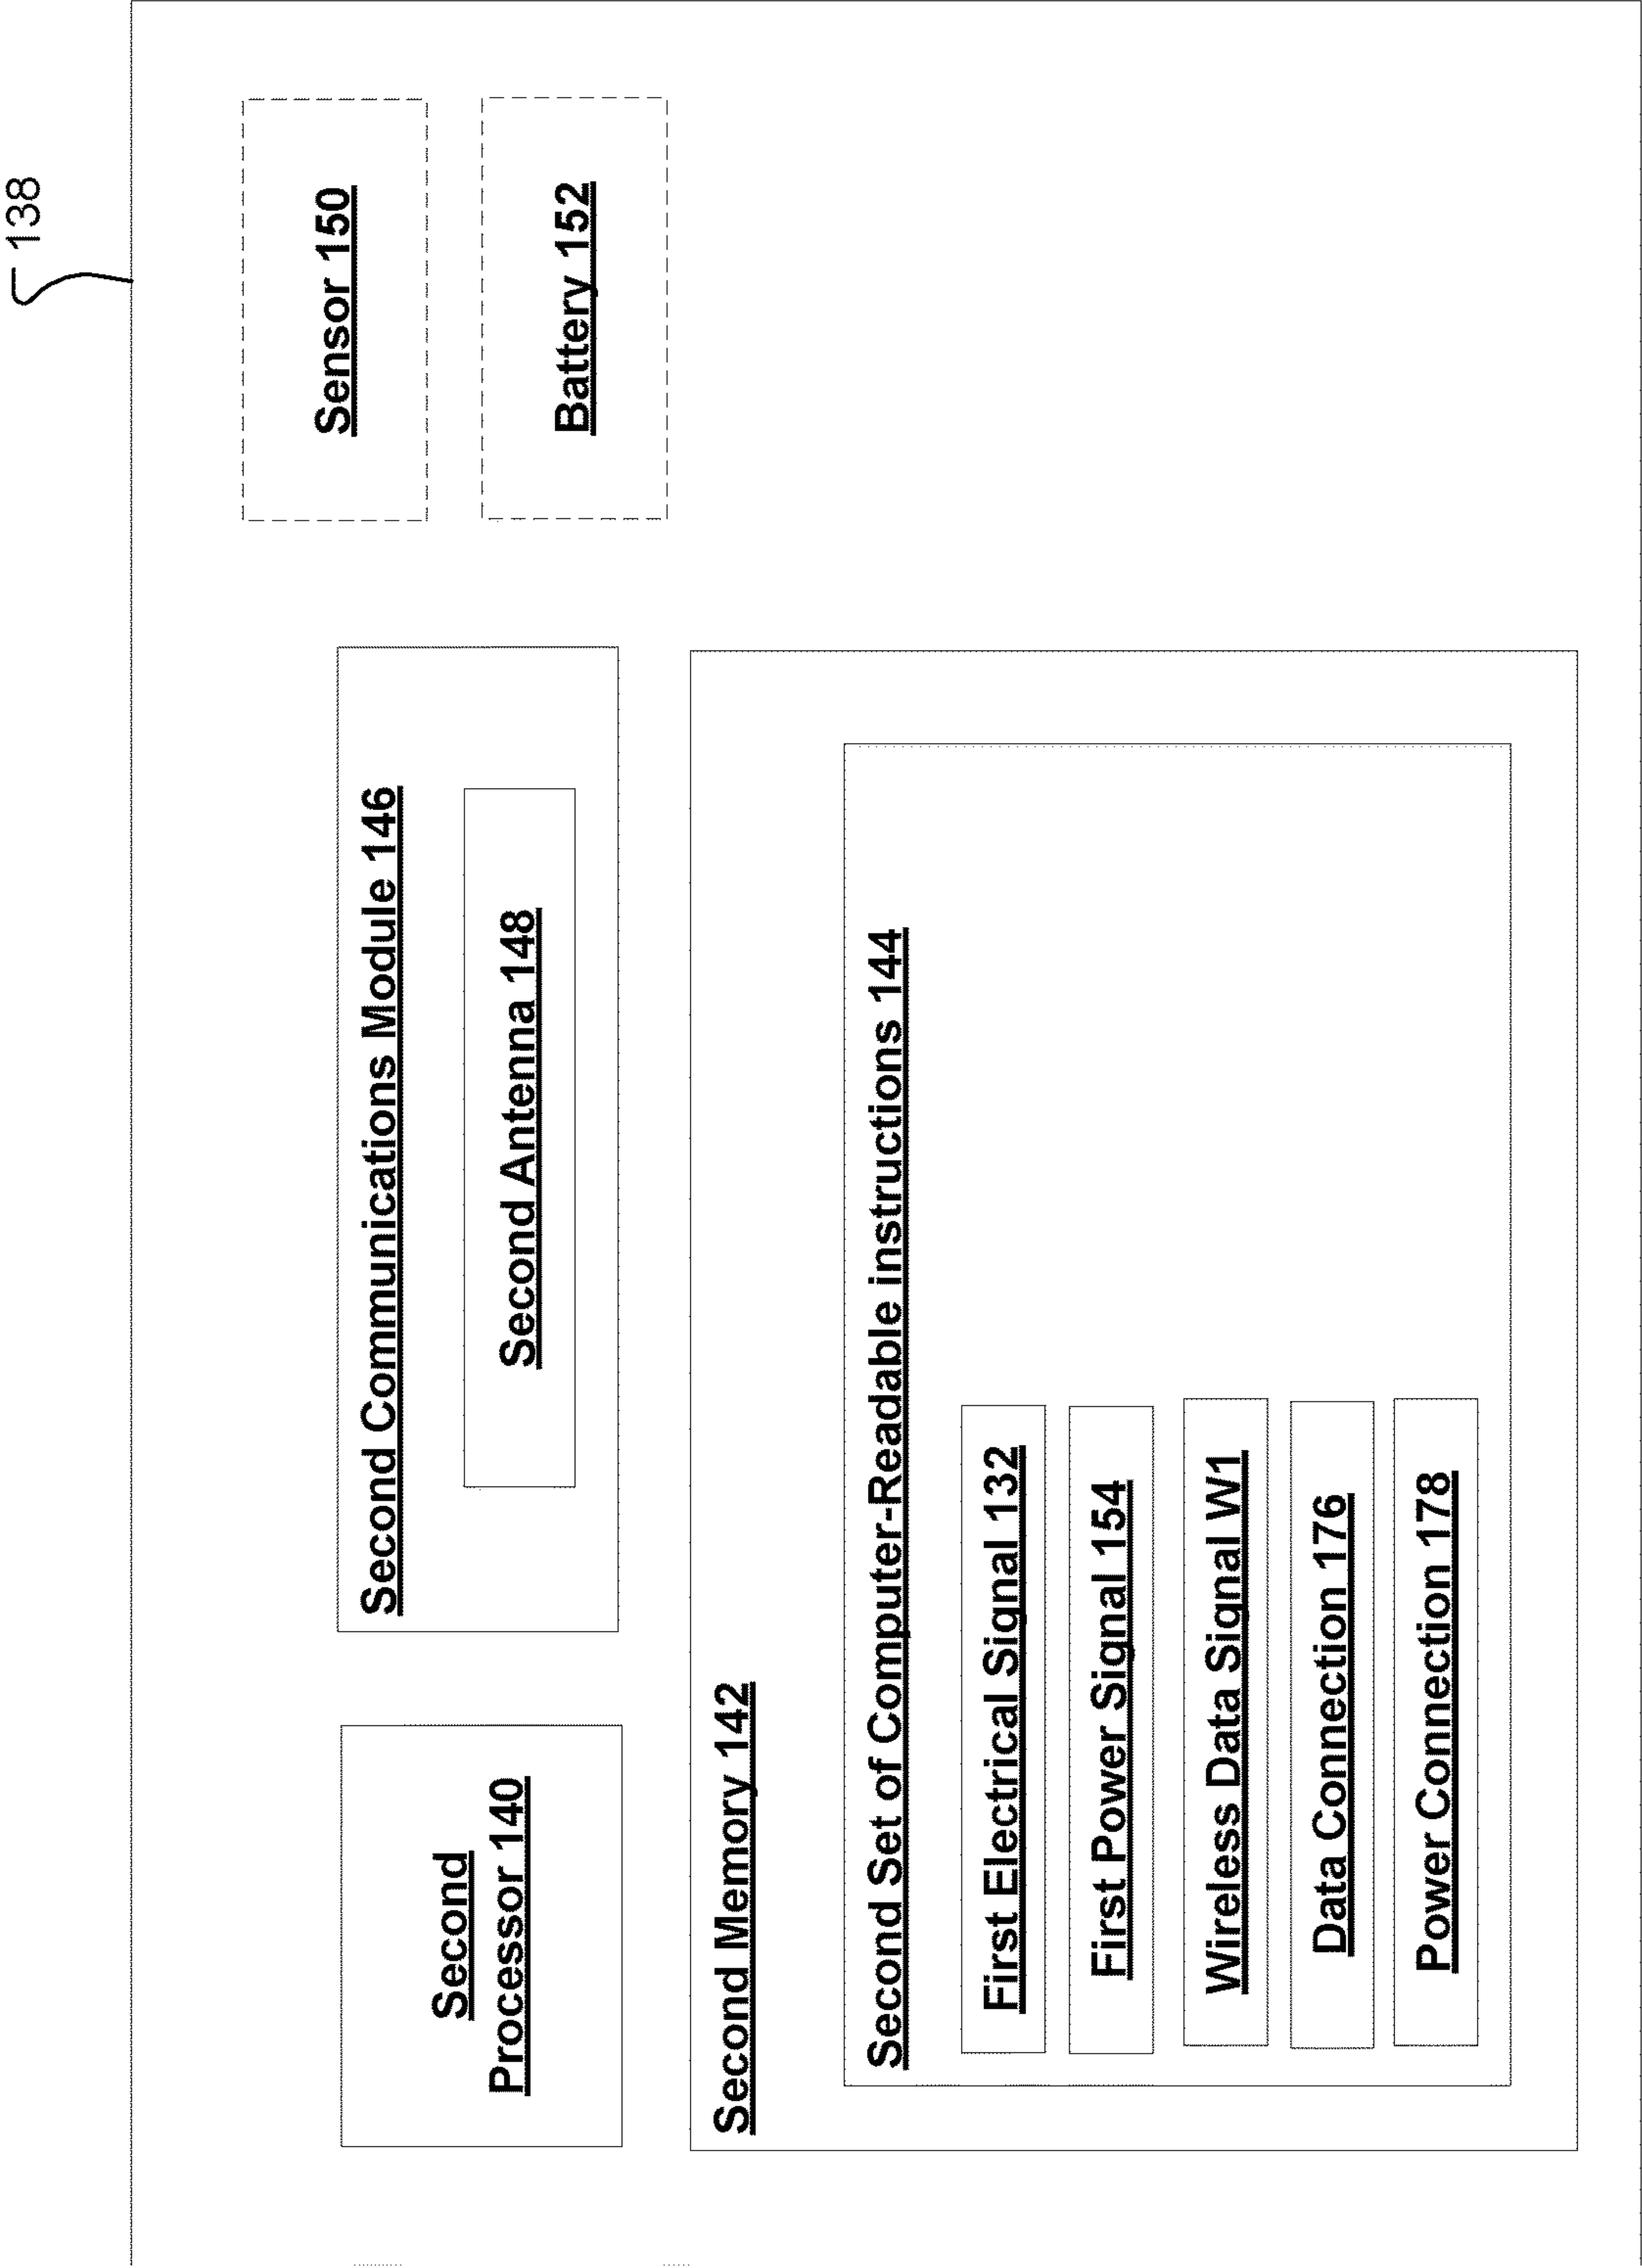 138
Second
Processor 140
Second Communications Module 146
Second Antenna 148
Sensor 150
Battery 152
Second Memory 142
Second Set of Computer-Readable instructions 144
First Electrical Signal 132
First Power Signal 154
Wireless Data Signal W1
Data Connection 176
Power Connection 178